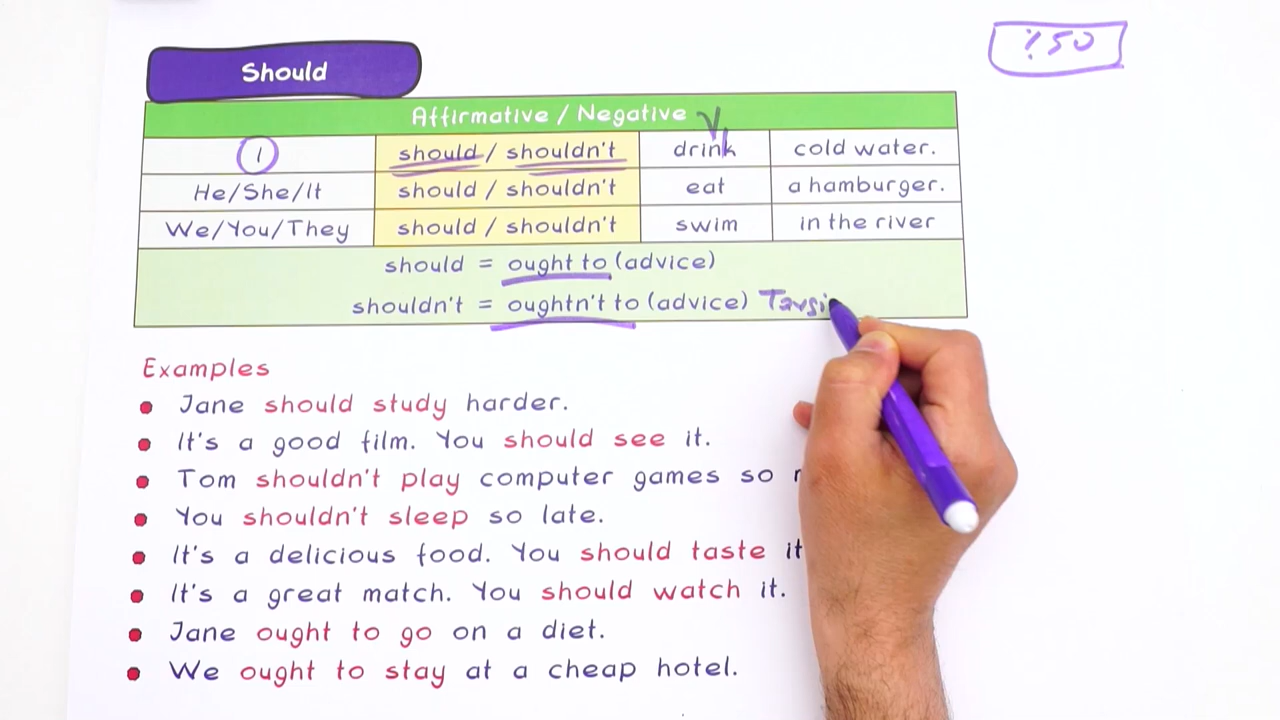 %50
Should
Affirmative / Negative
V
I should / shouldn't drink cold water.
He/She/It should / shouldn't eat a hamburger.
We/You/They should / shouldn't swim in the river
should = ought to (advice)
shouldn't = oughtn't to (advice)
Examples
Jane should study harder.
It's a good film. You should see it.
Tom shouldn't play computer games so
You shouldn't sleep so late.
It's a delicious food. You should taste it
It's a great match. You should watch it.
Jane ought to go on a diet.
We ought to stay at a cheap hotel.